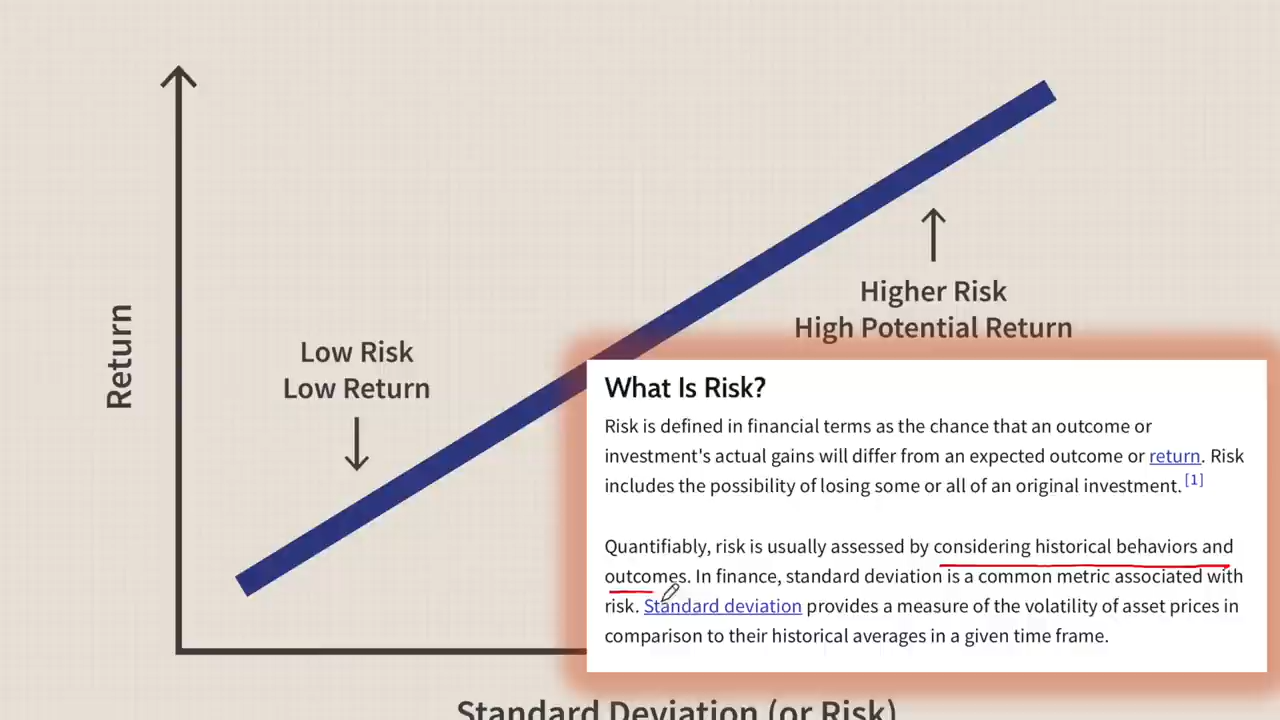 Return
Low Risk
Low Return
Higher Risk
High Potential Return
What Is Risk?
Risk is defined in financial terms as the chance that an outcome or
investment's actual gains will differ from an expected outcome or return. Risk
includes the possibility of losing some or all of an original investment. [1]
Quantifiably, risk is usually assessed by considering historical behaviors and
outcomes. In finance, standard deviation is a common metric associated with
risk. Standard deviation provides a measure of the volatility of asset prices in
comparison to their historical averages in a given time frame.
Standard Deviation (or Risk)